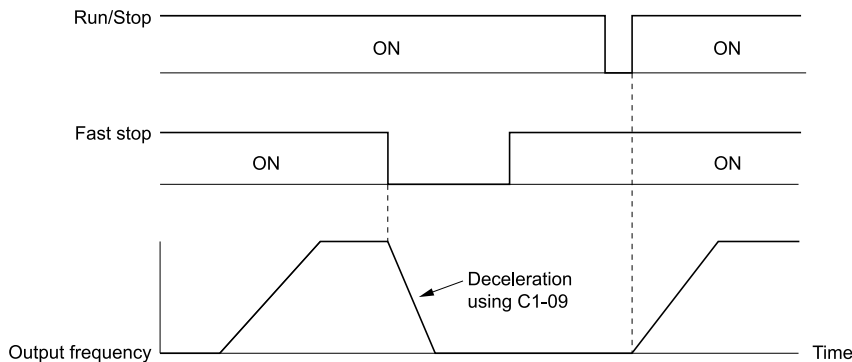 Run/Stop
ON
ON
Fast stop
ON
ON
Deceleration
using C1-09
Output frequency
Time